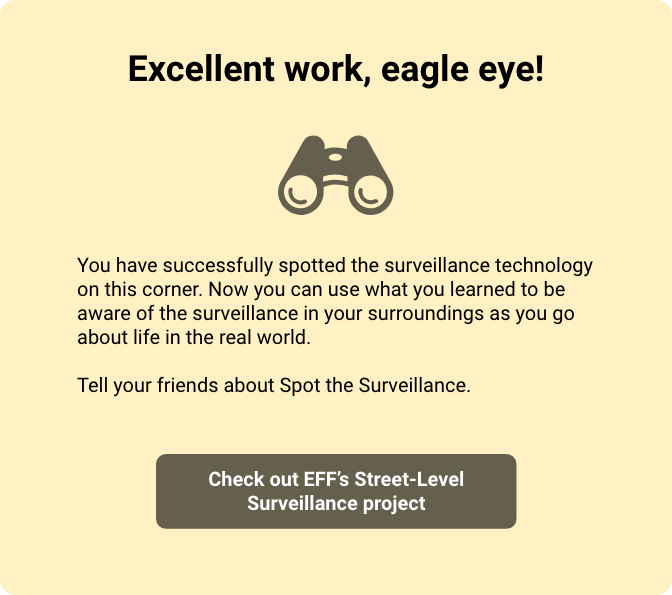 Excellent work, eagle eye!
You have successfully spotted the surveillance technology
on this corner. Now you can use what you learned to be
aware of the surveillance in your surroundings as you go
about life in the real world.
Tell your friends about Spot the Surveillance.
Check out EFF’s Street-Level
Surveillance project